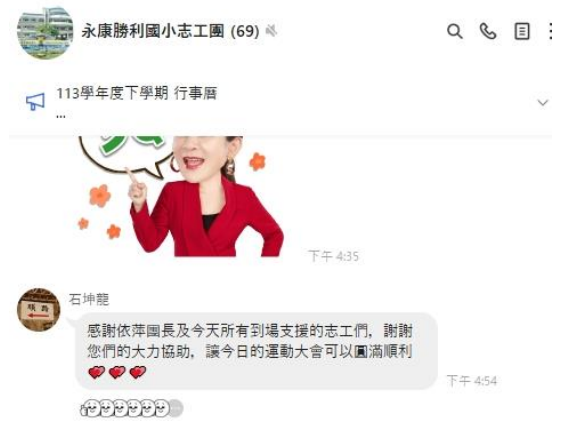 永康勝利國小志工團 (69)
113學年度下學期 行事曆
...
下午 4:35
石坤龍
感謝依萍團長及今天所有到場支援的志工們, 謝謝
您們的大力協助, 讓今日的運動大會可以圓滿順利
下午 4:54